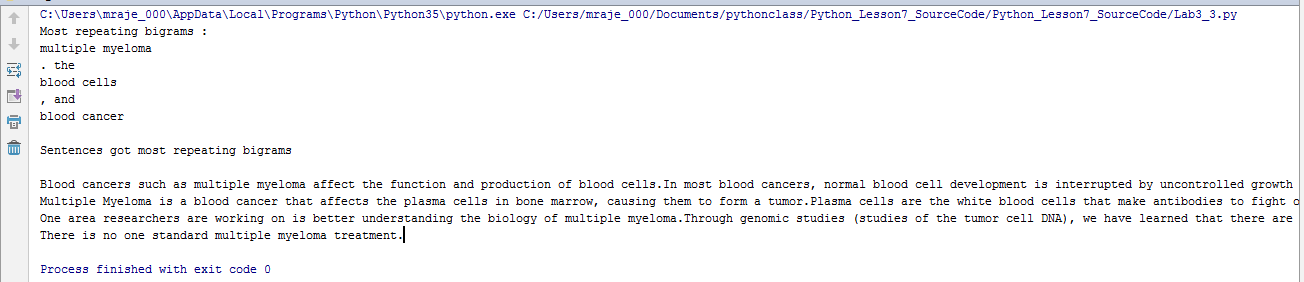 C:\Users\mraje_000\AppData\Local\Programs\Python\Python35\python.exe C:/Users/mraje_000/Documents/pythonclass/Python_Lesson7_SourceCode/Python_Lesson7_SourceCode/Lab3_3.py
Most repeating bigrams :
multiple myeloma
. the
blood cells
, and
blood cancer
Sentences got most repeating bigrams
Blood cancers such as multiple myeloma affect the function and production of blood cells.In most blood cancers, normal blood cell development is interrupted by uncontrolled growth
Multiple Myeloma is a blood cancer that affects the plasma cells in bone marrow, causing them to form a tumor.Plasma cells are the white blood cells that make antibodies to fight o
One area researchers are working on is better understanding the biology of multiple myeloma.Through genomic studies (studies of the tumor cell DNA), we have learned that there are
There is no one standard multiple myeloma treatment.
Process finished with exit code 0